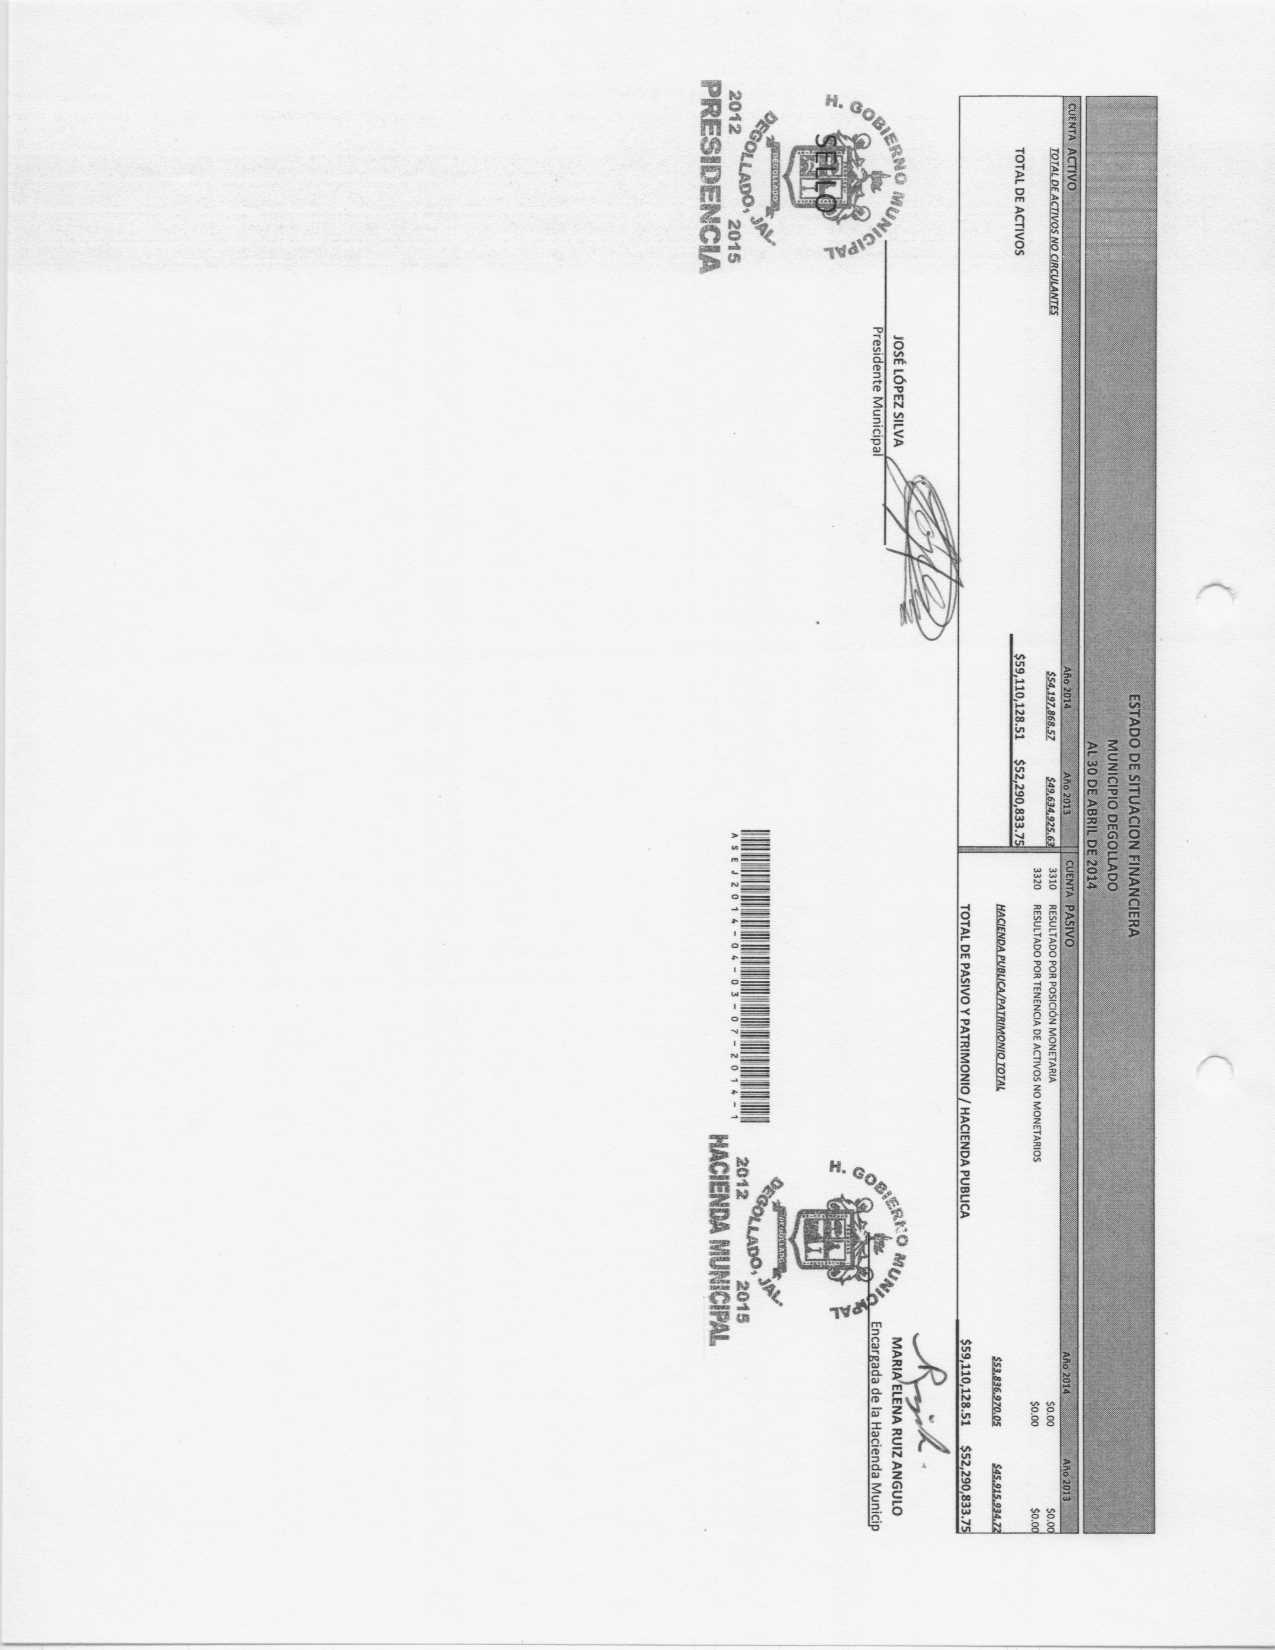 ESTADO DE SITUACION FINANCIERA
MUNICIPIO DEGOLLADO
AL 30 DE ABRIL DE 2014
CUENTA ACTIVO Año 2014 Año 2013 CUENTA PASIVO Año 2014 Año 2013
TOTAL DE ACTIVOS NO CIRCULANTES $54,197,868.57 $49,634,925.63 3310 RESULTADO POR POSICIÓN MONETARIA $0.00 $0.00
3320 RESULTADO POR TENENCIA DE ACTIVOS NO MONETARIOS $0.00 $0.00
TOTAL DE ACTIVOS $59,110,128.51 $52,290,833.75
HACIENDA PUBLICA/PATRIMONIO TOTAL $53,836,970.05 $45,915,934.72
TOTAL DE PASIVO Y PATRIMONIO / HACIENDA PUBLICA $59,110,128.51 $52,290,833.75
JOSÉ LÓPEZ SILVA
Presidente Municipal
MARIA ELENA RUIZ ANGULO
Encargada de la Hacienda Municip
H. GOBIERNO MUNICIPAL
SELLO
DEGOLLADO
DEGOLLADO, JAL.
2012 2015
PRESIDENCIA
ASEJ2014-04-03-07-2014-1
H. GOBIERNO MUNICIPAL
DEGOLLADO
DEGOLLADO, JAL.
2012 2015
HACIENDA MUNICIPAL